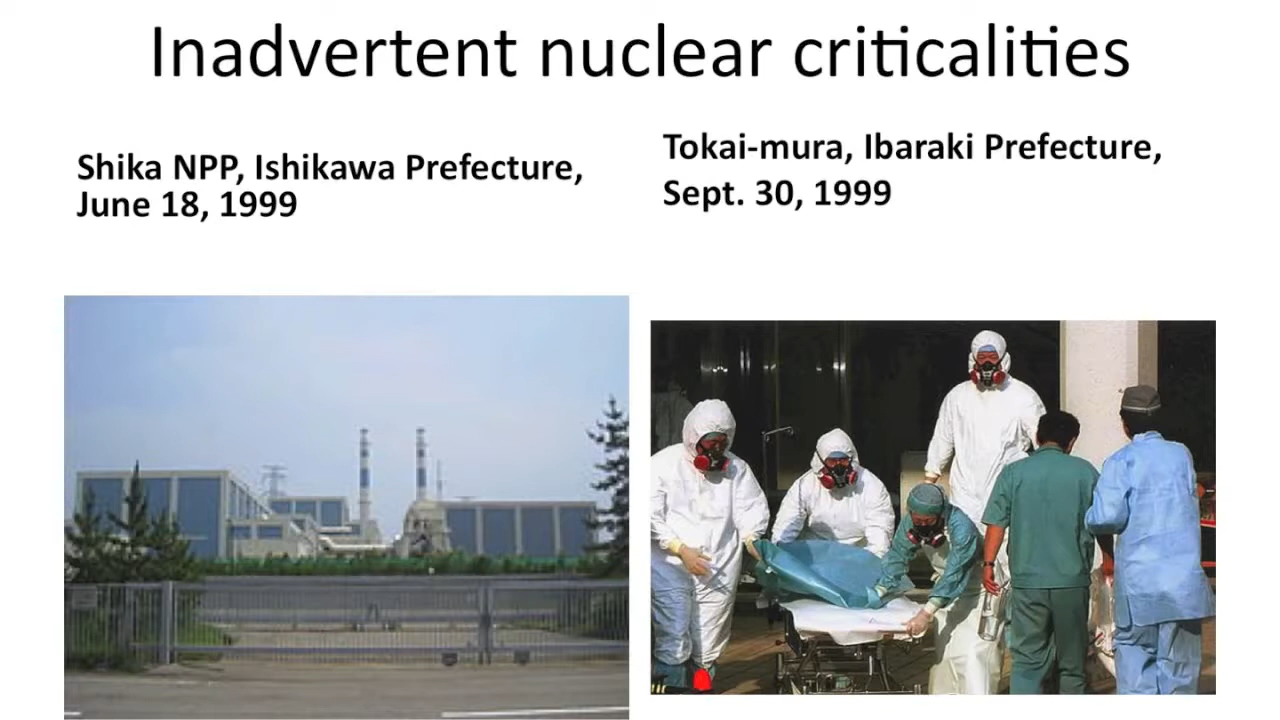 Inadvertent nuclear criticalities
Shika NPP, Ishikawa Prefecture,
June 18, 1999
Tokai-mura, Ibaraki Prefecture,
Sept. 30, 1999